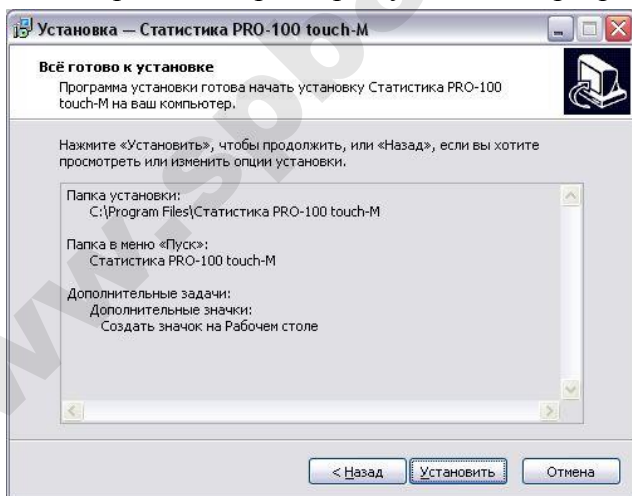 Установка — Статистика PRO-100 touch-M
Всё готово к установке
Программа установки готова начать установку Статистика PRO-100
touch-M на ваш компьютер.
Нажмите «Установить», чтобы продолжить, или «Назад», если вы хотите
просмотреть или изменить опции установки.
Папка установки:
C:\Program Files\Статистика PRO-100 touch-M
Папка в меню «Пуск»:
Статистика PRO-100 touch-M
Дополнительные задачи:
Дополнительные значки:
Создать значок на Рабочем столе
< Назад
Установить
Отмена